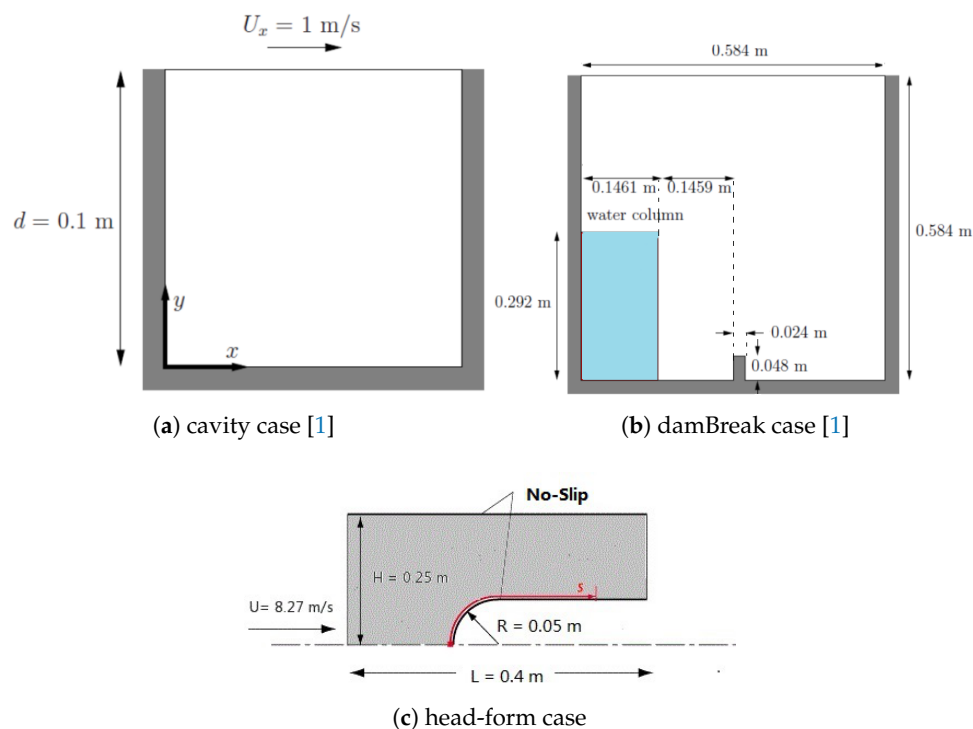 U_x = 1 m/s
d = 0.1 m
y
x
(a) cavity case [1]
0.584 m
0.1461 m 0.1459 m
water column
0.584 m
0.292 m
0.024 m
0.048 m
(b) damBreak case [1]
No-Slip
H = 0.25 m
s
U= 8.27 m/s
R = 0.05 m
L = 0.4 m
(c) head-form case